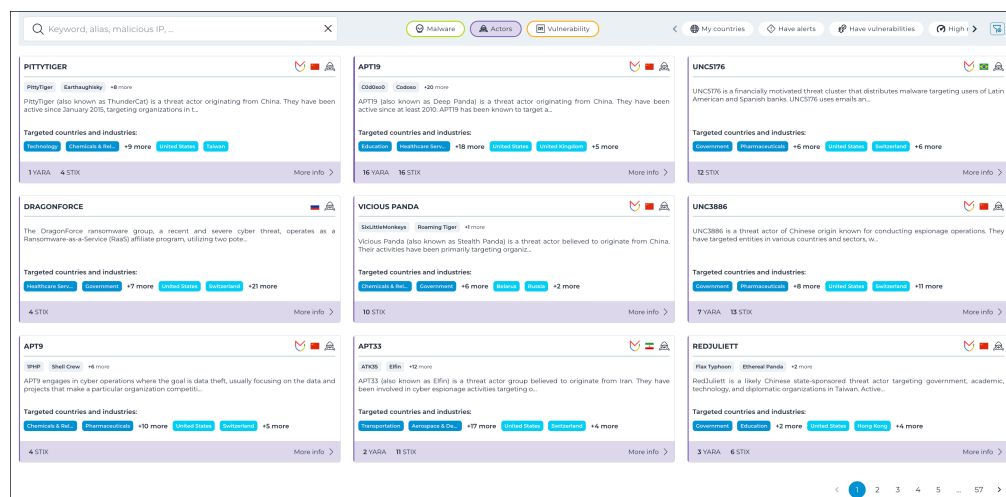 Keyword, alias, malicious IP, ...
Malware
Actors
Vulnerability
My countries
Have alerts
Have vulnerabilities
High
PITTYTIGER
PittyTiger Earthaughisky +8 more
PittyTiger (also known as ThunderCat) is a threat actor originating from China. They have been
active since January 2015, targeting organizations in t...
Targeted countries and industries:
Technology Chemicals & Rel... +9 more United States Taiwan
1 YARA 4 STIX More info
APT19
C0d0so0 Codoso +20 more
APT19 (also known as Deep Panda) is a threat actor originating from China. They have been
active since at least 2010. APT19 has been known to target a...
Targeted countries and industries:
Education Healthcare Serv... +18 more United States United Kingdom +5 more
16 YARA 16 STIX More info
UNC5176
UNC5176 is a financially motivated threat cluster that distributes malware targeting users of Latin
American and Spanish banks. UNC5176 uses emails an...
Targeted countries and industries:
Government Pharmaceuticals +6 more United States Switzerland +6 more
12 STIX More info
DRAGONFORCE
The DragonForce ransomware group, a recent and severe cyber threat, operates as a
Ransomware-as-a-Service (RaaS) affiliate program, utilizing two pote...
Targeted countries and industries:
Healthcare Serv... Government +7 more United States Switzerland +21 more
4 STIX More info
VICIOUS PANDA
SixLittleMonkeys Roaming Tiger +1 more
Vicious Panda (also known as Stealth Panda) is a threat actor believed to originate from China.
Their activities have been primarily targeting organiz...
Targeted countries and industries:
Chemicals & Rel... Government +6 more Belarus Russia +2 more
10 STIX More info
UNC3886
UNC3886 is a threat actor of Chinese origin known for conducting espionage operations. They
have targeted entities in various countries and sectors, w...
Targeted countries and industries:
Government Pharmaceuticals +8 more United States Switzerland +11 more
7 YARA 13 STIX More info
APT9
1PHP Shell Crew +6 more
APT9 engages in cyber operations where the goal is data theft, usually focusing on the data and
projects that make a particular organization competiti...
Targeted countries and industries:
Chemicals & Rel... Pharmaceuticals +10 more United States Switzerland +5 more
4 STIX More info
APT33
ATK35 Elfin +12 more
APT33 (also known as Elfin) is a threat actor group believed to originate from Iran. They have
been involved in cyber espionage activities targeting o...
Targeted countries and industries:
Transportation Aerospace & De... +17 more United States Switzerland +4 more
2 YARA 11 STIX More info
REDJULIETT
Flax Typhoon Ethereal Panda +2 more
RedJuliett is a likely Chinese state-sponsored threat actor targeting government, academic,
technology, and diplomatic organizations in Taiwan. Active...
Targeted countries and industries:
Government Education +2 more United States Hong Kong +4 more
3 YARA 6 STIX More info
1 2 3 4 5 ... 57